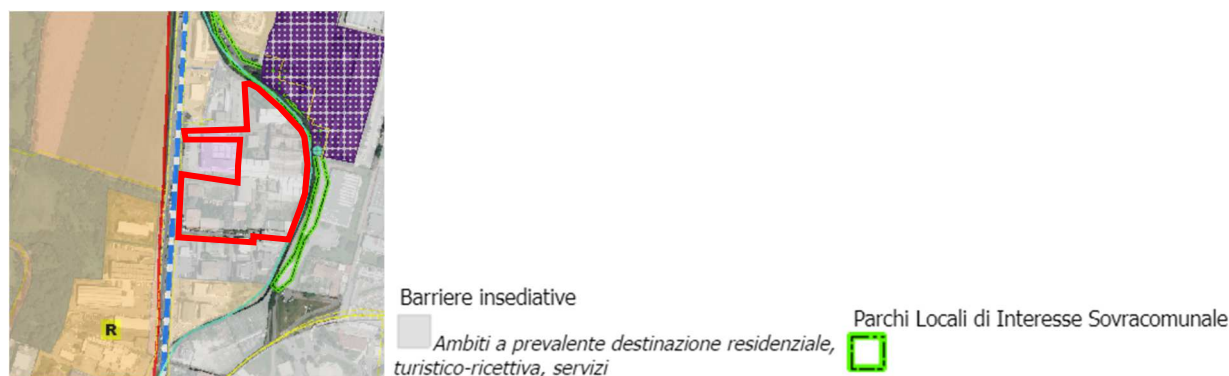 R
Barriere insediative
Ambiti a prevalente destinazione residenziale,
turistico-ricettiva, servizi
Parchi Locali di Interesse Sovracomunale